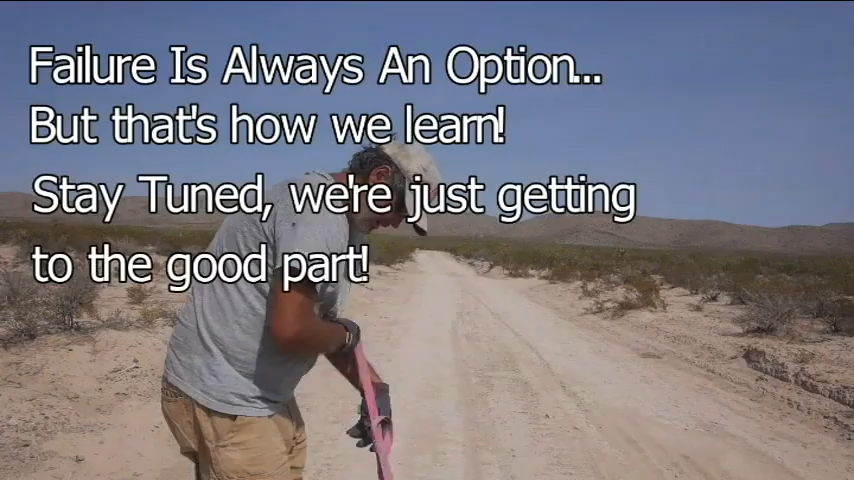 Failure Is Always An Option...
But that's how we learn!
Stay Tuned, we're just getting
to the good part!